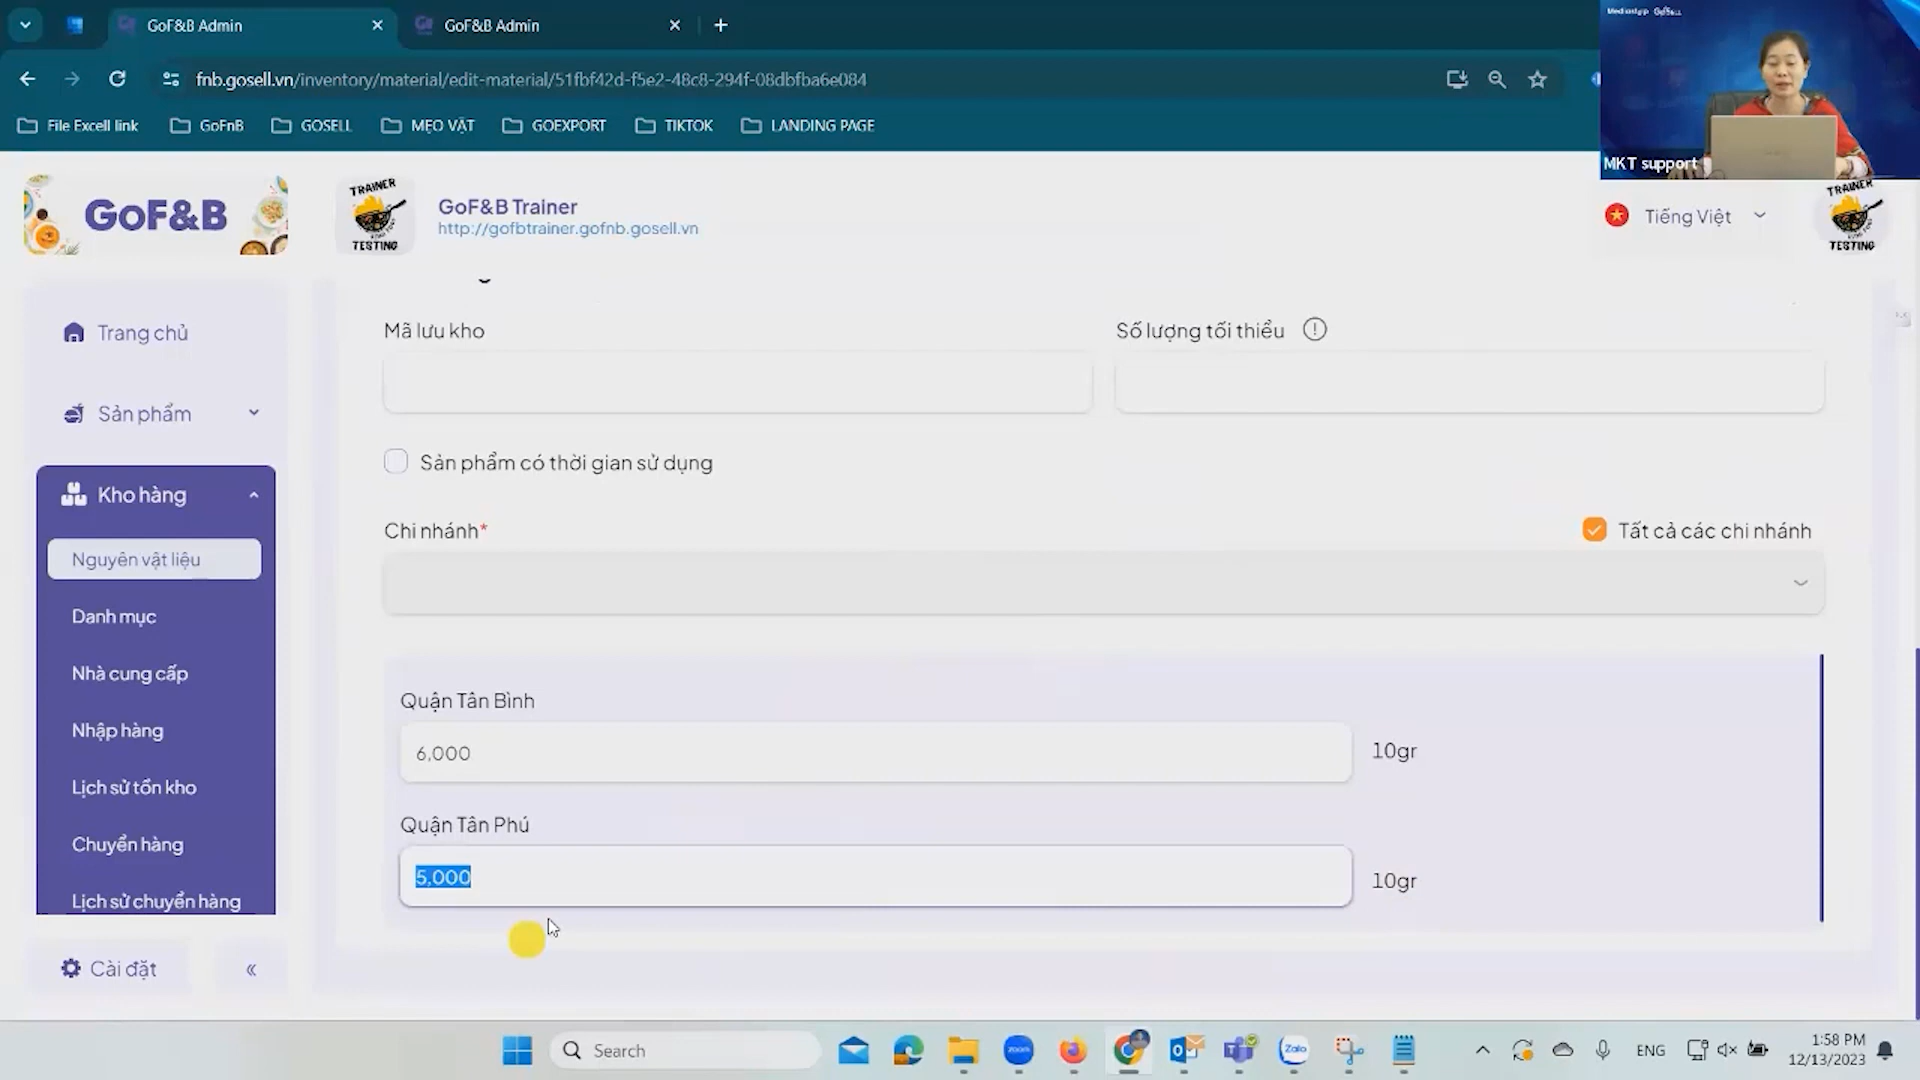 GoF&B Admin
GoF&B Admin
Mediastep GoSELL
fnb.gosell.vn/inventory/material/edit-material/51fbf42d-f5e2-48c8-294f-08dbfba6e084
File Excell link
GoFnB
GOSELL
MẸO VẶT
GOEXPORT
TIKTOK
LANDING PAGE
MKT support
GoF&B
TRAINER
TESTING
GoF&B Trainer
http://gofbtrainer.gofnb.gosell.vn
Tiếng Việt
TRAINER
TESTING
Trang chủ
Sản phẩm
Kho hàng
Nguyên vật liệu
Danh mục
Nhà cung cấp
Nhập hàng
Lịch sử tồn kho
Chuyển hàng
Lịch sử chuyển hàng
Cài đặt
«
Mã lưu kho
Số lượng tối thiểu
Sản phẩm có thời gian sử dụng
Chi nhánh*
Tất cả các chi nhánh
Quận Tân Bình
6,000
10gr
Quận Tân Phú
5,000
10gr
Search
zoom
Zalo
ENG
1:58 PM
12/13/2023